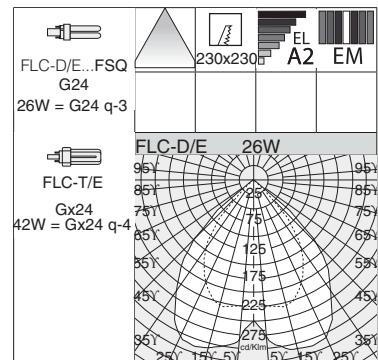 FLC-D/E...FSQ
G24
26W = G24 q-3
230x230
EL
A2
EM
FLC-T/E
Gx24
42W = Gx24 q-4
FLC-D/E 26W
95° 95°
85° 85°
75° 75°
65° 65°
45° 45°
35° 35°
25° 15° 5° 5° 15° 25°
25
75
125
175
225
275
cd/Klm